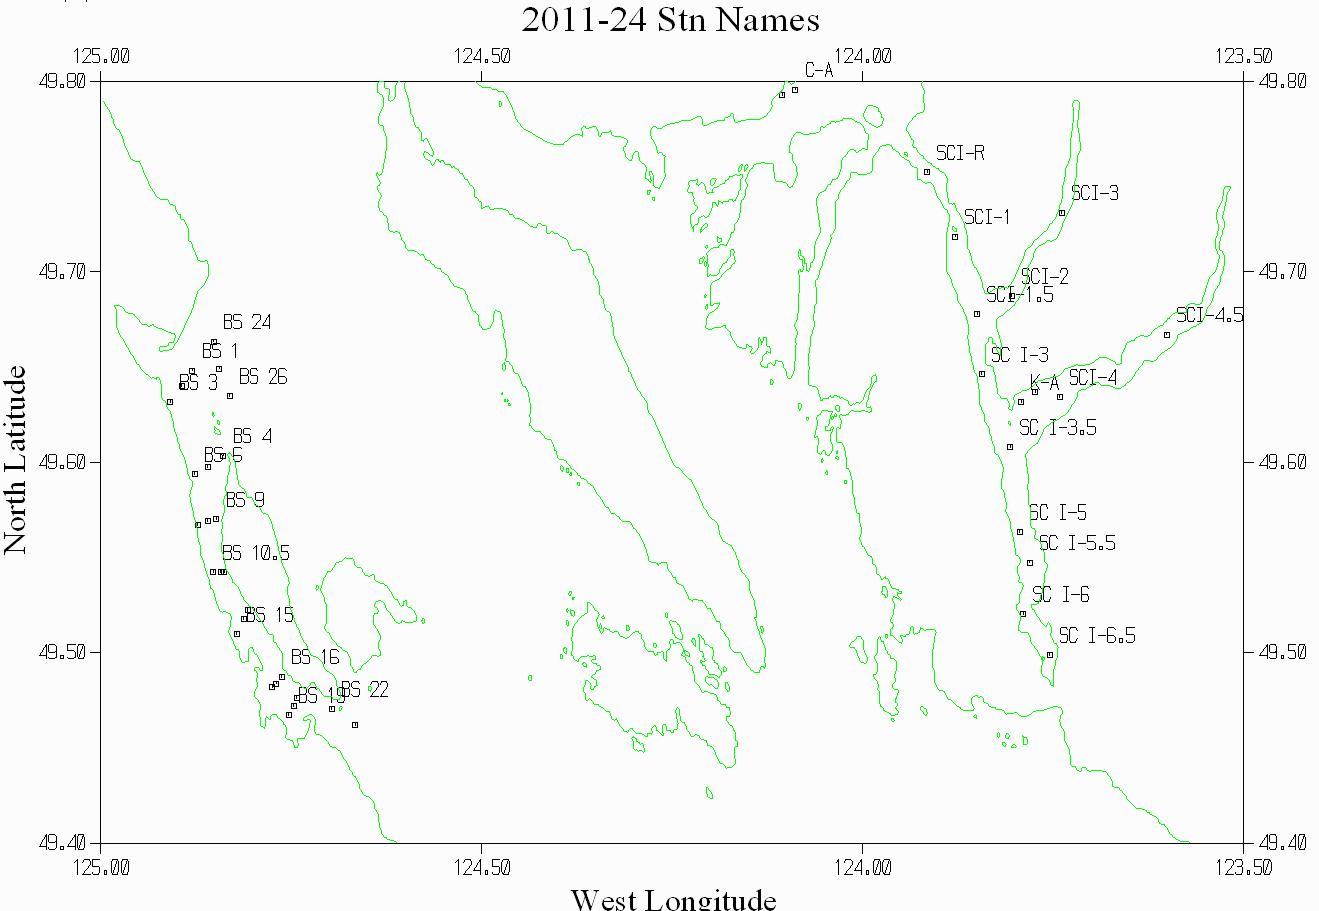 2011-24 Stn Names
125.00 124.50 124.00 123.50
C-A
49.80 49.80
SCI-R
SCI-3
SCI-1
49.70 49.70
SCI-2
SCI-1.5
SCI-4.5
BS 24
BS 1
SC I-3
BS 26
BS 3
K-A
SCI-4
North Latitude
SC I-3.5
BS 4
BS 6
49.60 49.60
BS 9
SC I-5
SC I-5.5
BS 10.5
SC I-6
BS 15
SC I-6.5
49.50 49.50
BS 16
BS 22
BS 19
49.40 49.40
125.00 124.50 124.00 123.50
West Longitude